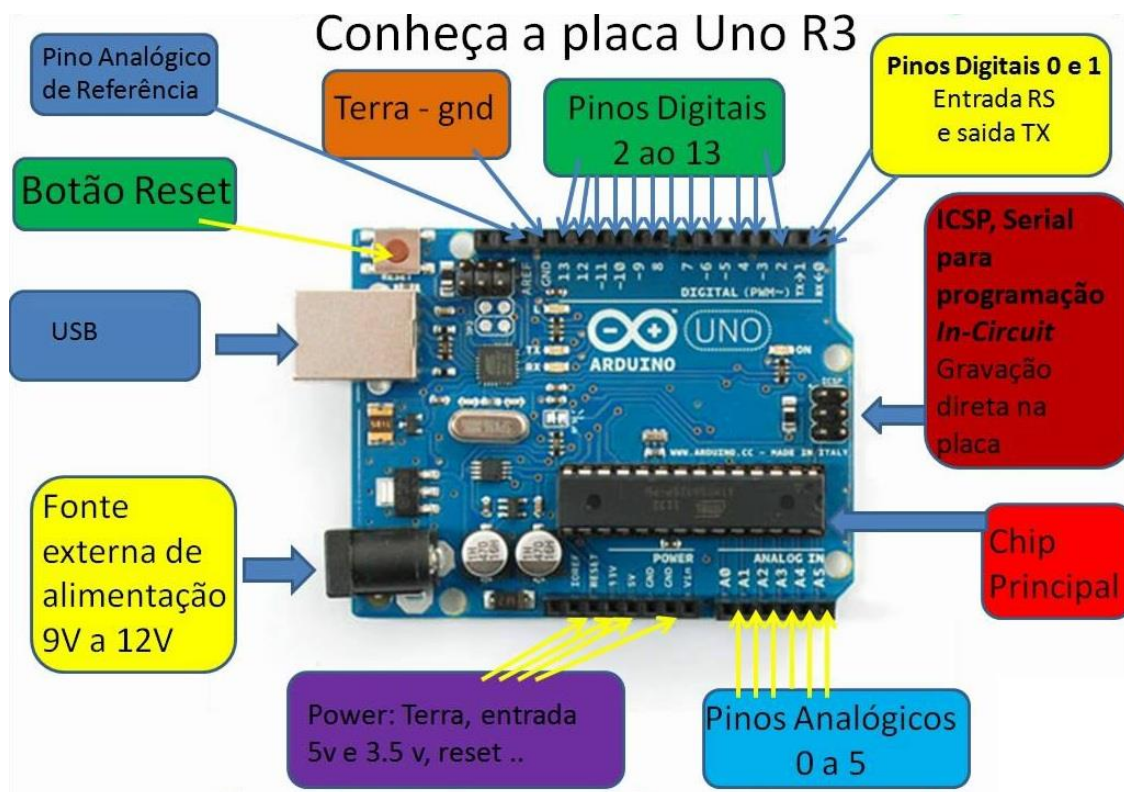 Conheça a placa Uno R3
Pino Analógico
de Referência
Terra - gnd
Pinos Digitais
2 ao 13
Pinos Digitais 0 e 1
Entrada RS
e saida TX
Botão Reset
ICSP, Serial
para
programação
In-Circuit
Gravação
direta na
placa
USB
Fonte
externa de
alimentação
9V a 12V
Chip
Principal
Power: Terra, entrada
5v e 3.5 v, reset ..
Pinos Analógicos
0 a 5
RESET
AREF
GND
13
12
~11
~10
~9
8
7
~6
~5
4
~3
2
TX→1
RX←0
DIGITAL (PWM~)
UNO
ARDUINO
TX
RX
ON
ICSP
WWW.ARDUINO.CC - MADE IN ITALY
POWER
ANALOG IN
IOREF
RESET
5V
GND
GND
Vin
A0
A1
A2
A3
A4
A5